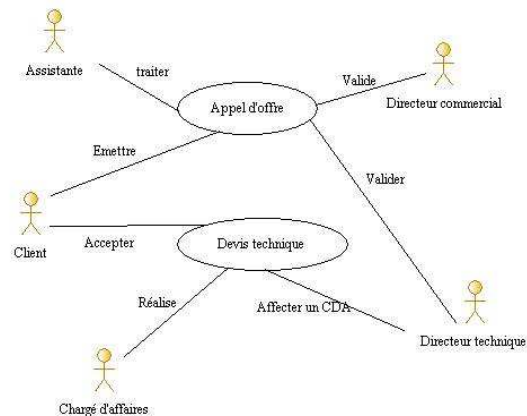 Assistante
traiter
Appel d'offre
Valide
Directeur commercial
Emettre
Valider
Client
Accepter
Devis technique
Réalise
Affecter un CDA
Directeur technique
Chargé d'affaires